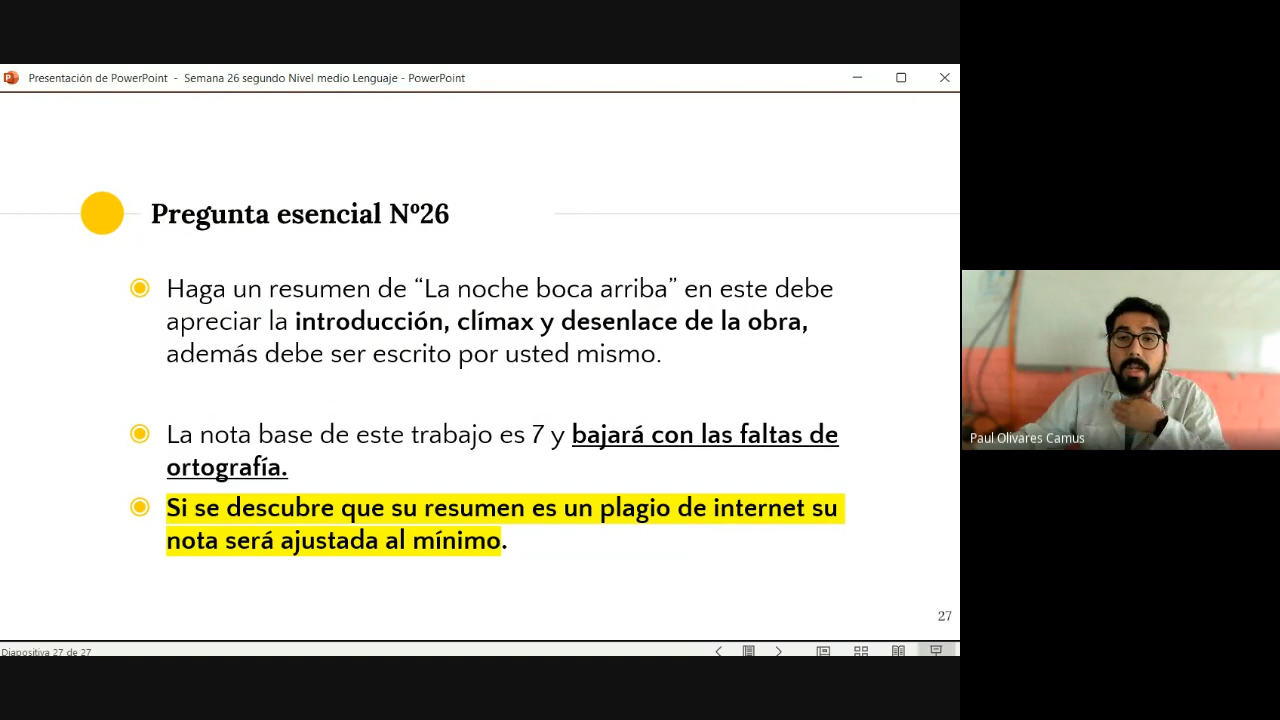 Presentación de PowerPoint - Semana 26 segundo Nivel medio Lenguaje - PowerPoint
Pregunta esencial Nº26
Haga un resumen de “La noche boca arriba” en este debe
apreciar la introducción, clímax y desenlace de la obra,
además debe ser escrito por usted mismo.
La nota base de este trabajo es 7 y bajará con las faltas de
ortografía.
Si se descubre que su resumen es un plagio de internet su
nota será ajustada al mínimo.
27
Diapositiva 27 de 27
Paul Olivares Camus